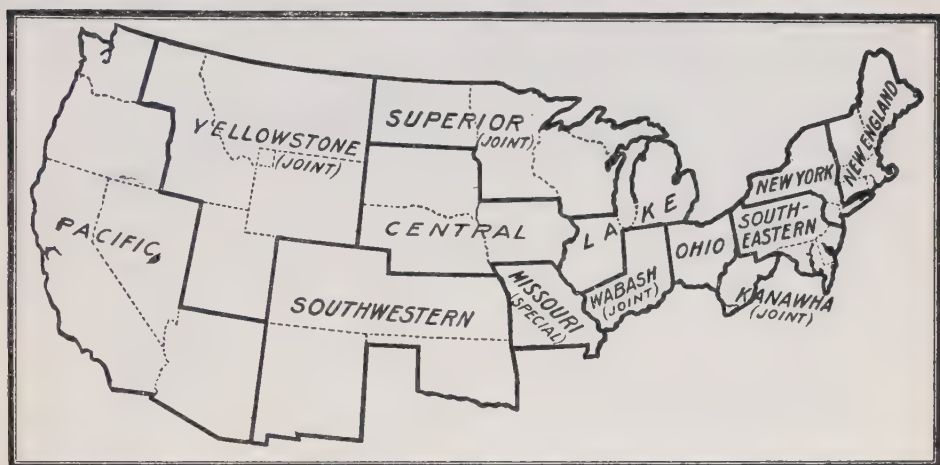 YELLOWSTONE
(JOINT)
SUPERIOR
(JOINT)
NEW ENGLAND
NEW YORK
PACIFIC
CENTRAL
LAKE
OHIO
SOUTH-
EASTERN
SOUTHWESTERN
MISSOURI
(SPECIAL)
WABASH
(JOINT)
KANAWHA
(JOINT)